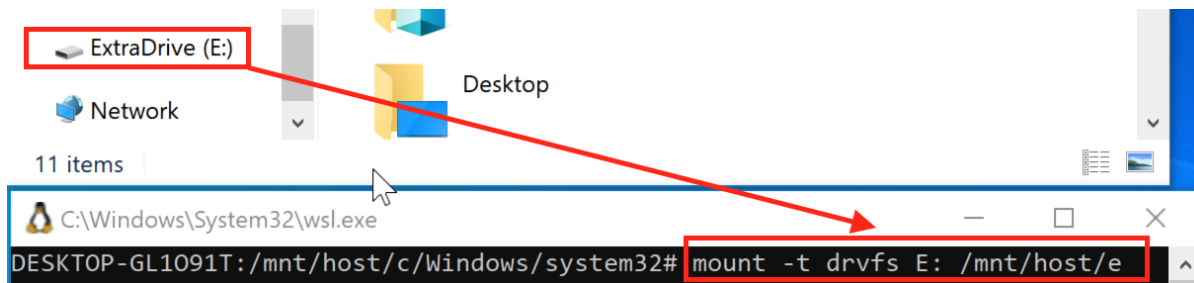 ExtraDrive (E:)
Desktop
Network
11 items
C:\Windows\System32\wsl.exe
DESKTOP-GL1O91T:/mnt/host/c/Windows/system32# mount -t drvfs E: /mnt/host/e